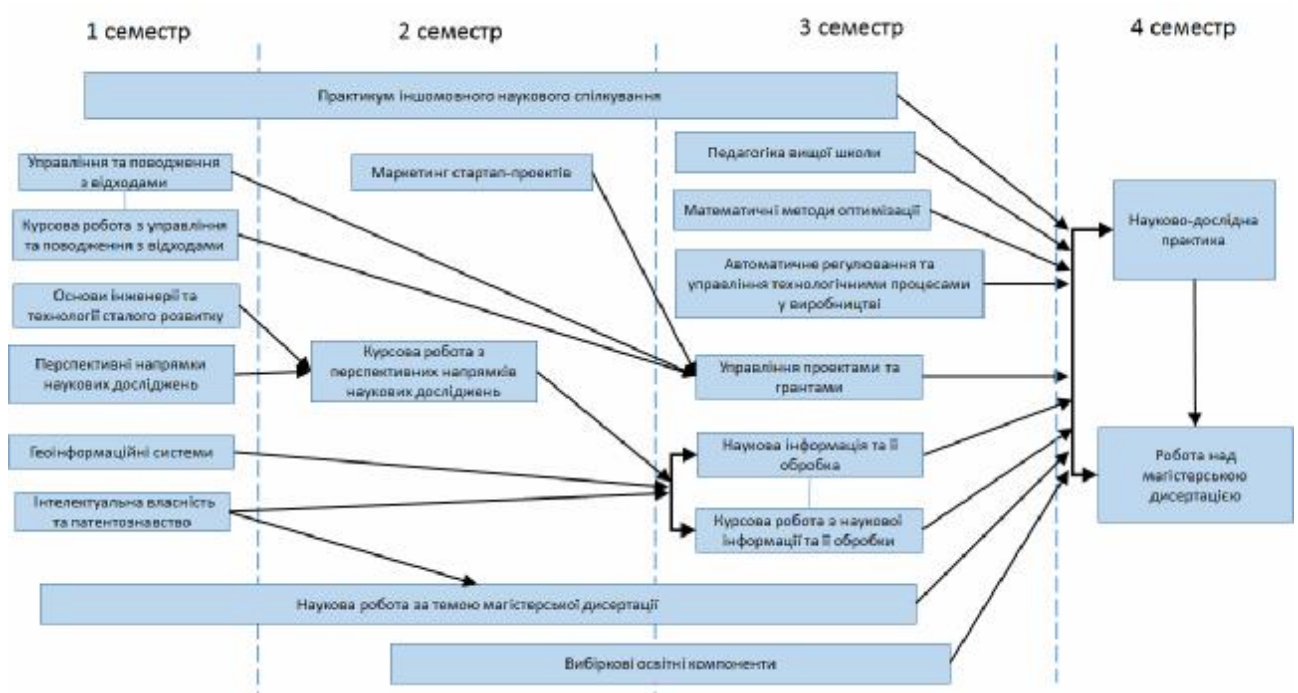 1 семестр
2 семестр
3 семестр
4 семестр
Практикум іншомовного наукового спілкування
Управління та поводження
з відходами
Маркетинг стартап-проектів
Педагогіка вищої школи
Математичні методи оптимізації
Науково-дослідна
практика
Курсова робота з управління
та поводження з відходами
Автоматичне регулювання та
управління технологічними процесами
у виробництві
Основи інженерії та
технології сталого розвитку
Перспективні напрямки
наукових досліджень
Курсова робота з
перспективних напрямків
наукових досліджень
Управління проектами та
грантами
Геоінформаційні системи
Наукова інформація та її
обробка
Робота над
магістерською
дисертацією
Інтелектуальна власність
та патентознавство
Курсова робота з наукової
інформації та її обробки
Наукова робота за темою магістерської дисертації
Вибіркові освітні компоненти